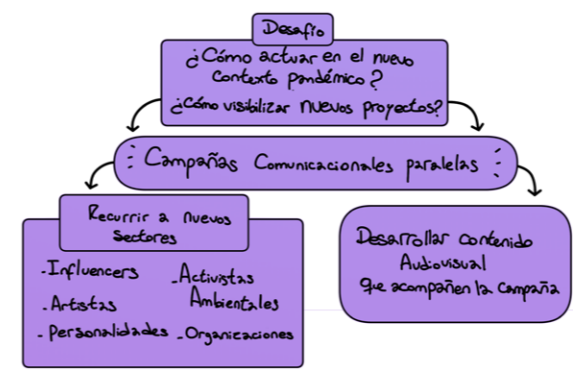 Desafío
¿Cómo actuar en el nuevo
contexto pandémico?
¿Cómo visibilizar nuevos proyectos?
Campañas Comunicacionales paralelas
Recurrir a nuevos
sectores
-Influencers
-Artistas
-Personalidades
-Activistas
Ambientales
-Organizaciones
Desarrollar contenido
Audiovisual
que acompañen la campaña